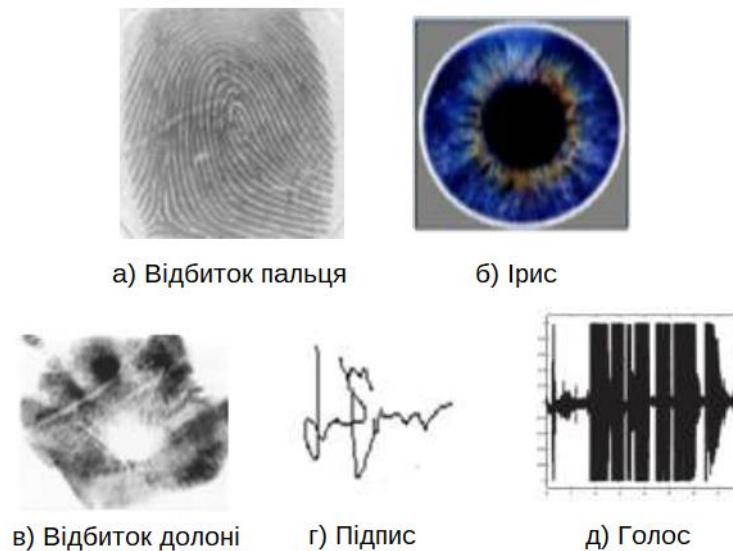 а) Відбиток пальця
б) Ірис
в) Відбиток долоні
г) Підпис
д) Голос